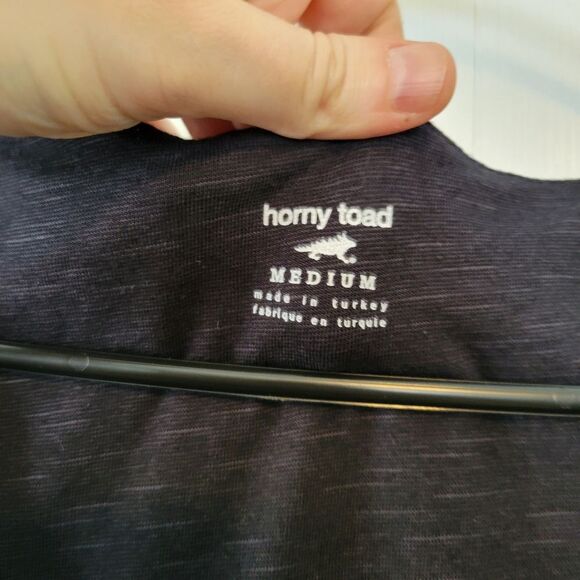 horny toad
MEDIUM
made in turkey
fabriqué en turquie